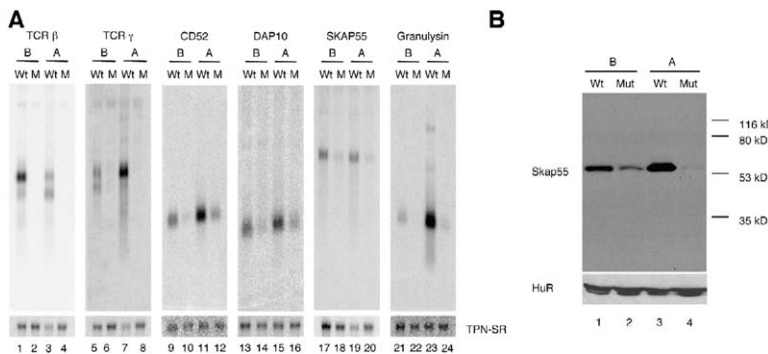 A
B
TCR β
TCR γ
CD52
DAP10
SKAP55
Granulysin
B A B A B A B A B A B A
Wt M Wt M Wt M Wt M Wt M Wt M Wt M Wt M Wt M Wt M Wt M Wt M
TPN-SR
1 2 3 4 5 6 7 8 9 10 11 12 13 14 15 16 17 18 19 20 21 22 23 24
B A
Wt Mut Wt Mut
116 k
80 kD
Skap55
53 kD
35 kD
HuR
1 2 3 4